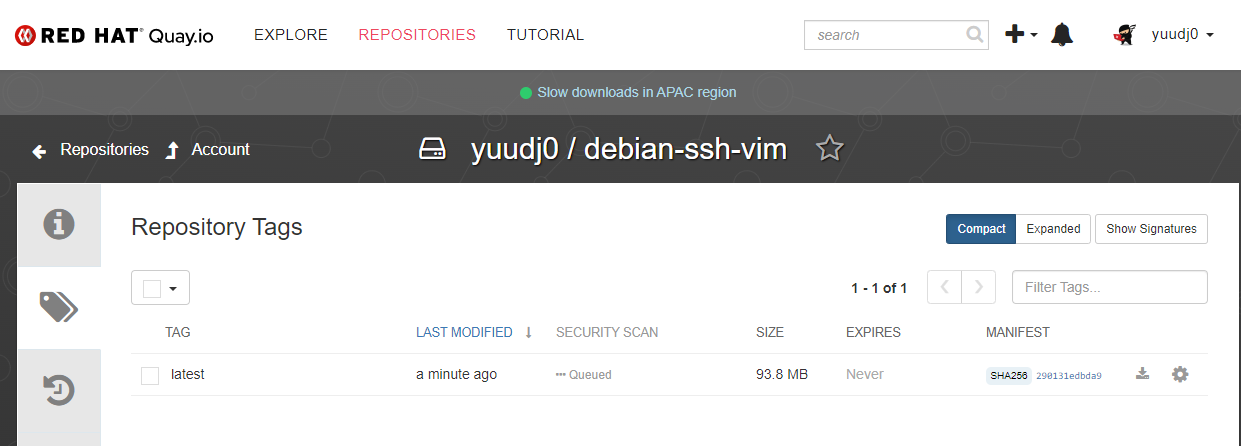 RED HAT® Quay.io EXPLORE REPOSITORIES TUTORIAL search yuudj0
Slow downloads in APAC region
Repositories Account yuudj0 / debian-ssh-vim
Repository Tags Compact Expanded Show Signatures
1 - 1 of 1 Filter Tags...
TAG LAST MODIFIED SECURITY SCAN SIZE EXPIRES MANIFEST
latest a minute ago Queued 93.8 MB Never SHA256 290131edbda9